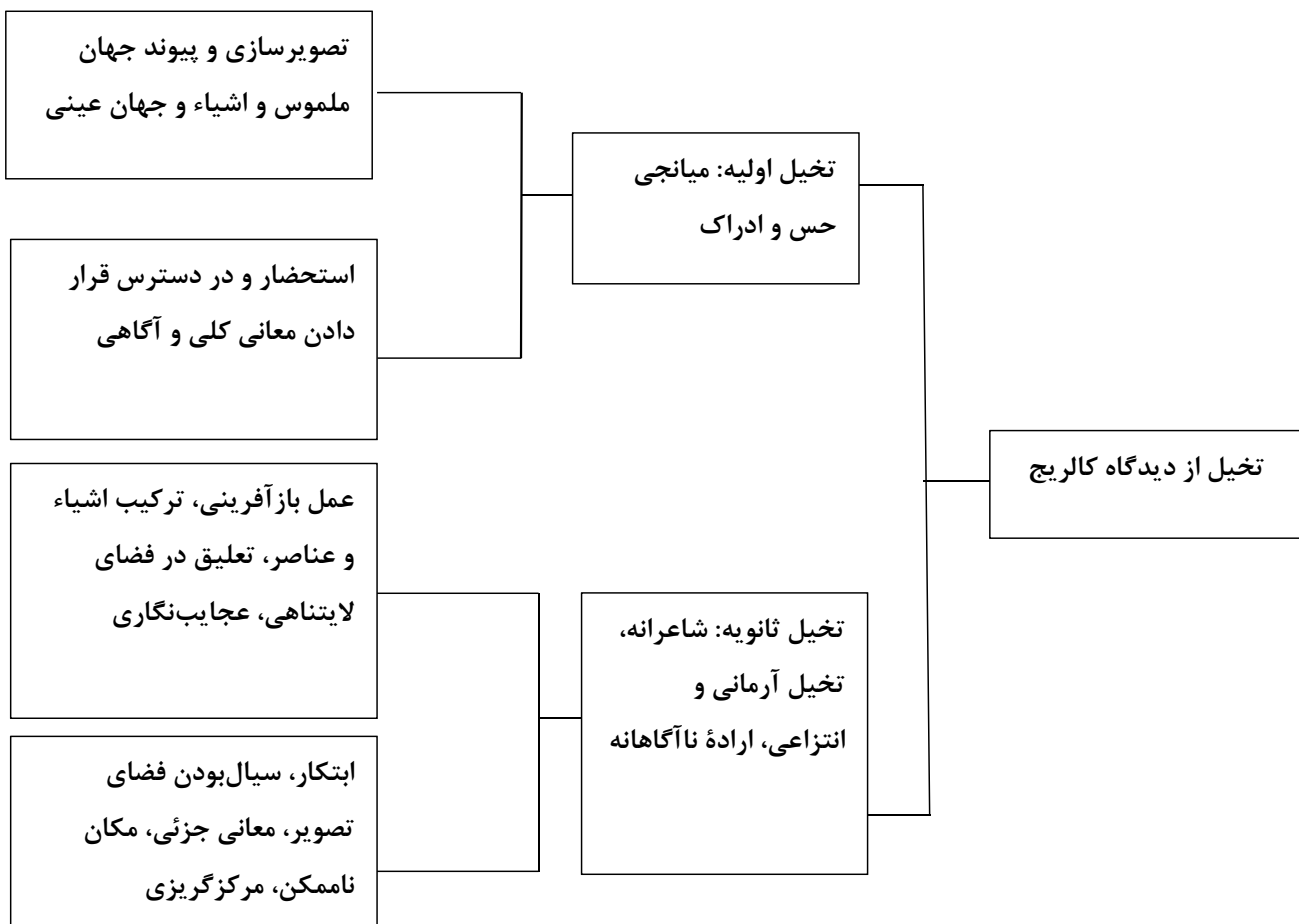 تخیل از دیدگاه کالریج
تخیل اولیه: میانجی
حس و ادراک
تصویرسازی و پیوند جهان
ملموس و اشیاء و جهان عینی
استحضار و در دسترس قرار
دادن معانی کلی و آگاهی
تخیل ثانویه: شاعرانه،
تخیل آرمانی و
انتزاعی، ارادهٔ ناآگاهانه
عمل بازآفرینی، ترکیب اشیاء
و عناصر، تعلیق در فضای
لایتناهی، عجایب‌نگاری
ابتکار، سیال‌بودن فضای
تصویر، معانی جزئی، مکان
ناممکن، مرکزگریزی